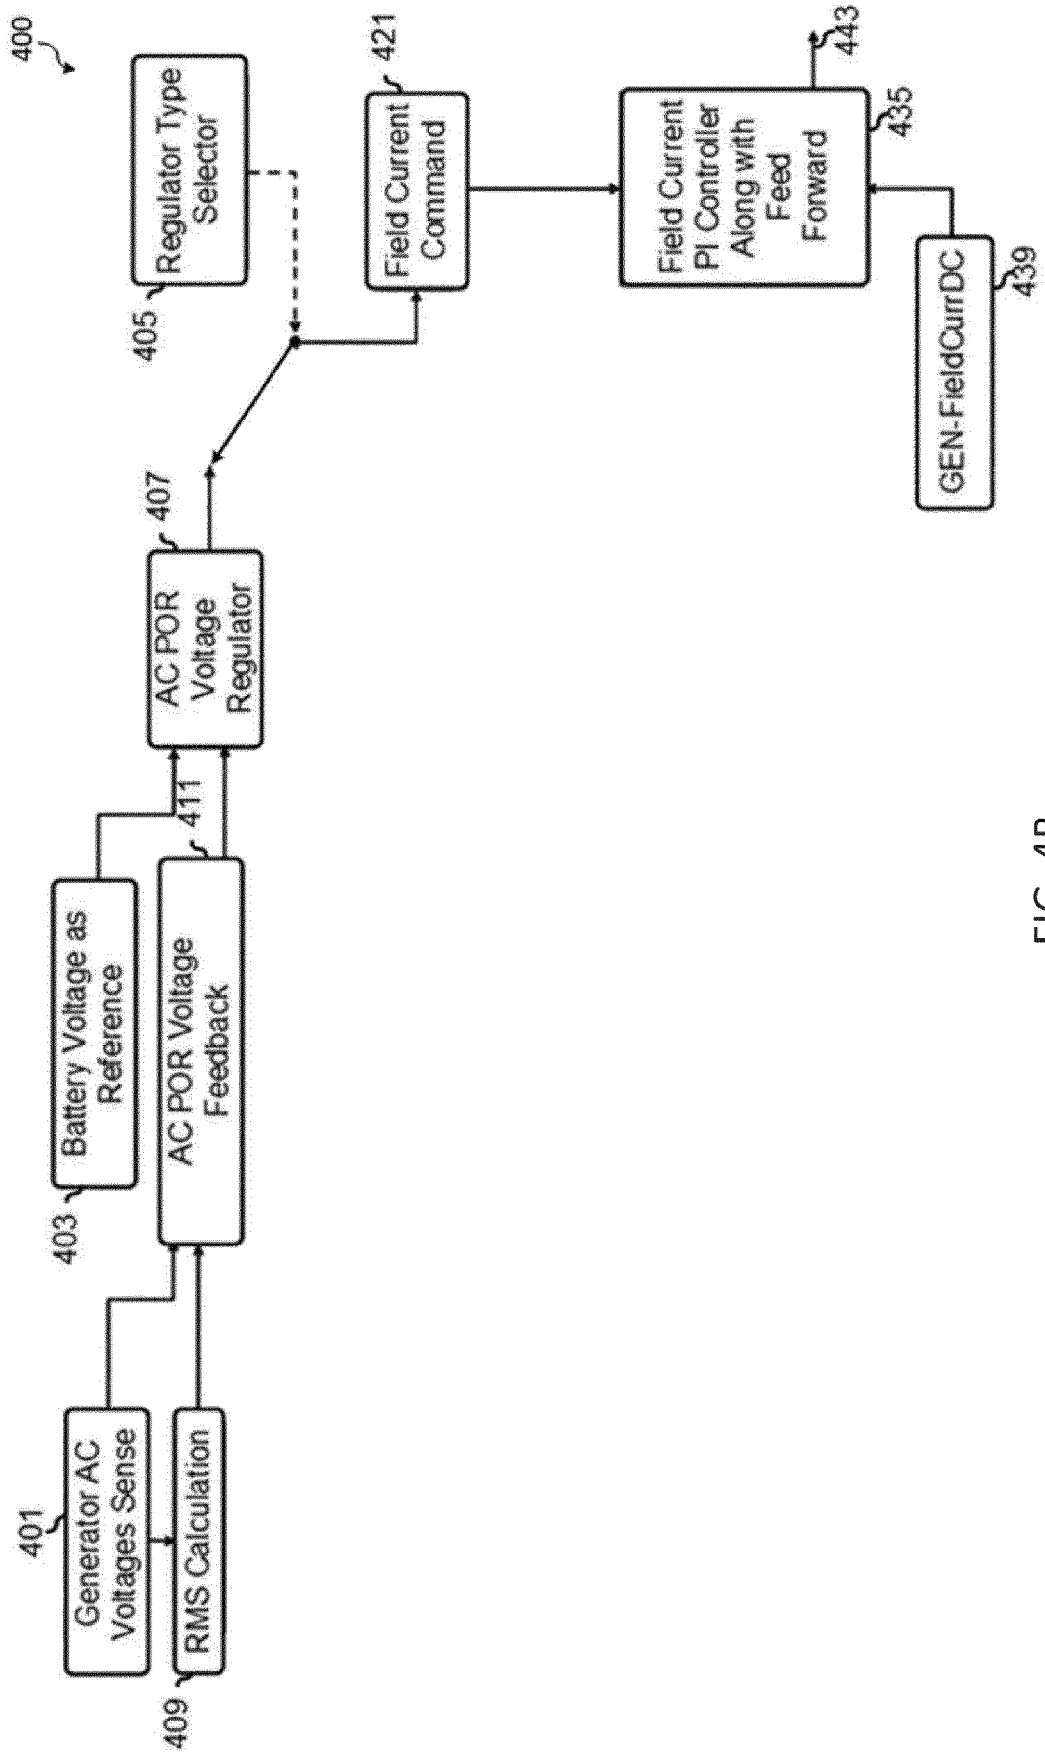 400
401
Generator AC
Voltages Sense
409
RMS Calculation
403
Battery Voltage as
Reference
411
AC POR Voltage
Feedback
407
AC POR
Voltage
Regulator
405
Regulator Type
Selector
421
Field Current
Command
435
Field Current
PI Controller
Along with
Feed
Forward
443
439
GEN-FieldCurrDC